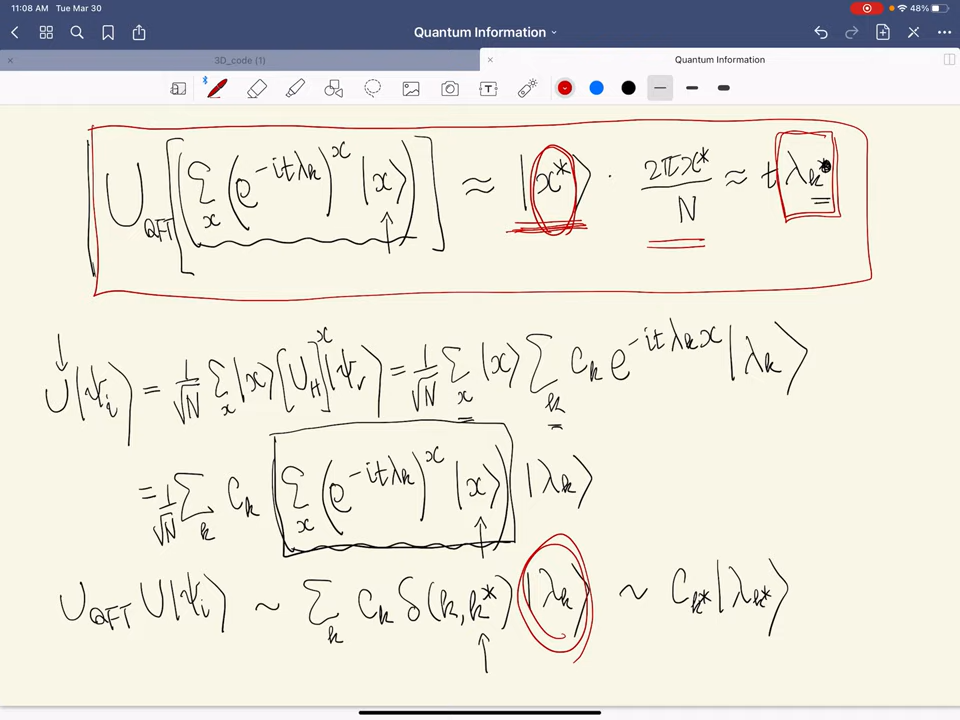 11:08 AM Tue Mar 30
48%
Quantum Information
3D_code (1)
Quantum Information
U_QFT [ Σ_x (e^{-itλ_k})^x |x⟩ ] ≈ |x*⟩ · 2πx*/N ≈ tλ_k*
U|ψ_i⟩ = 1/√N Σ_x |x⟩ [U_H]^x |ψ_r⟩ = 1/√N Σ_x |x⟩ Σ_k C_k e^{-itλ_k x} |λ_k⟩
= 1/√N Σ_k C_k ( Σ_x (e^{-itλ_k})^x |x⟩ ) |λ_k⟩
U_QFT U|ψ_i⟩ ~ Σ_k C_k δ(k, k*) |λ_k⟩ ~ C_k* |λ_k*⟩